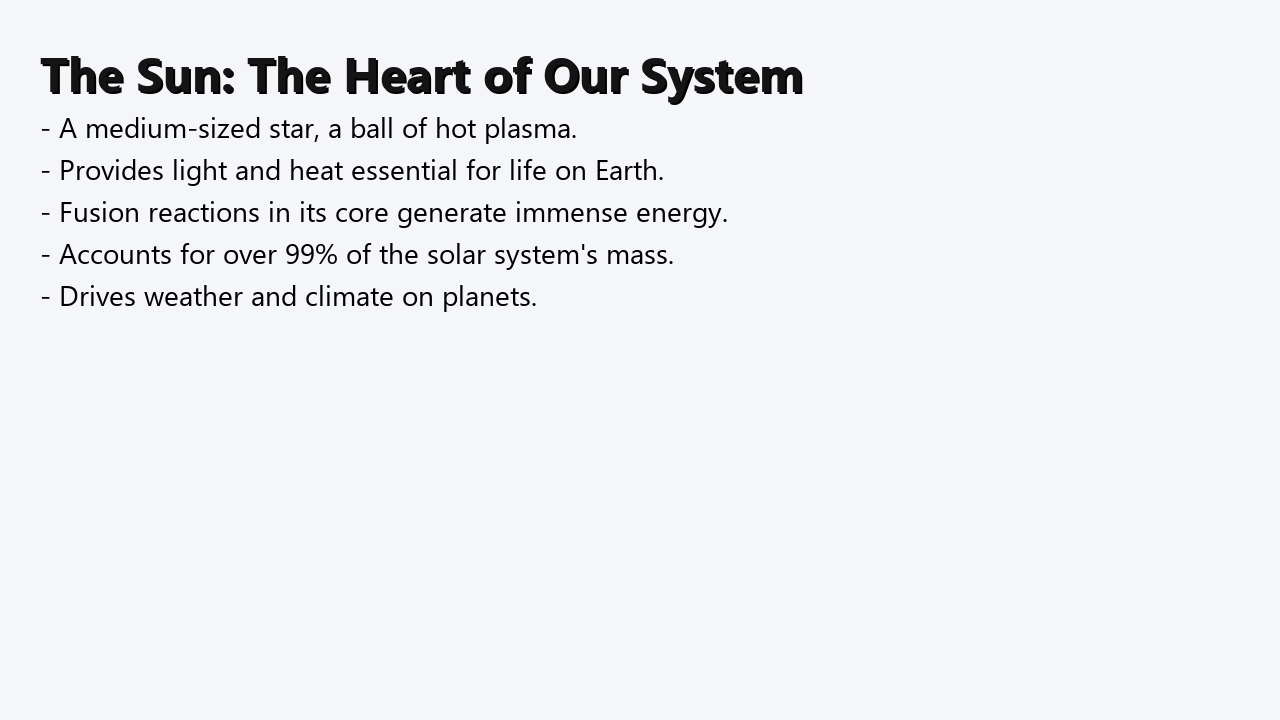 The Sun: The Heart of Our System
- A medium-sized star, a ball of hot plasma.
- Provides light and heat essential for life on Earth.
- Fusion reactions in its core generate immense energy.
- Accounts for over 99% of the solar system's mass.
- Drives weather and climate on planets.